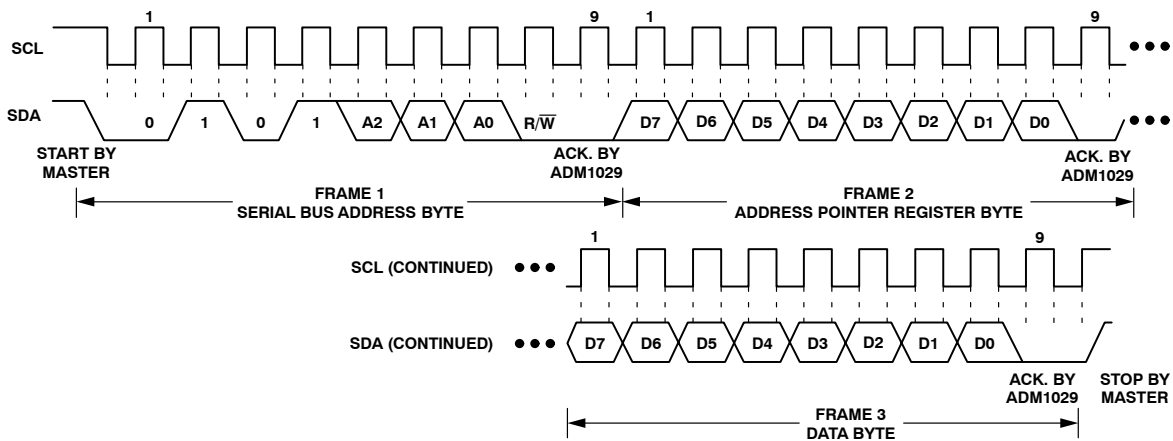 1 9 1 9
SCL
SDA
0 1 0 1 A2 A1 A0 R/W̅ D7 D6 D5 D4 D3 D2 D1 D0
START BY
MASTER
ACK. BY
ADM1029
ACK. BY
ADM1029
FRAME 1
SERIAL BUS ADDRESS BYTE
FRAME 2
ADDRESS POINTER REGISTER BYTE
1 9
SCL (CONTINUED)
SDA (CONTINUED)
D7 D6 D5 D4 D3 D2 D1 D0
ACK. BY
ADM1029
STOP BY
MASTER
FRAME 3
DATA BYTE